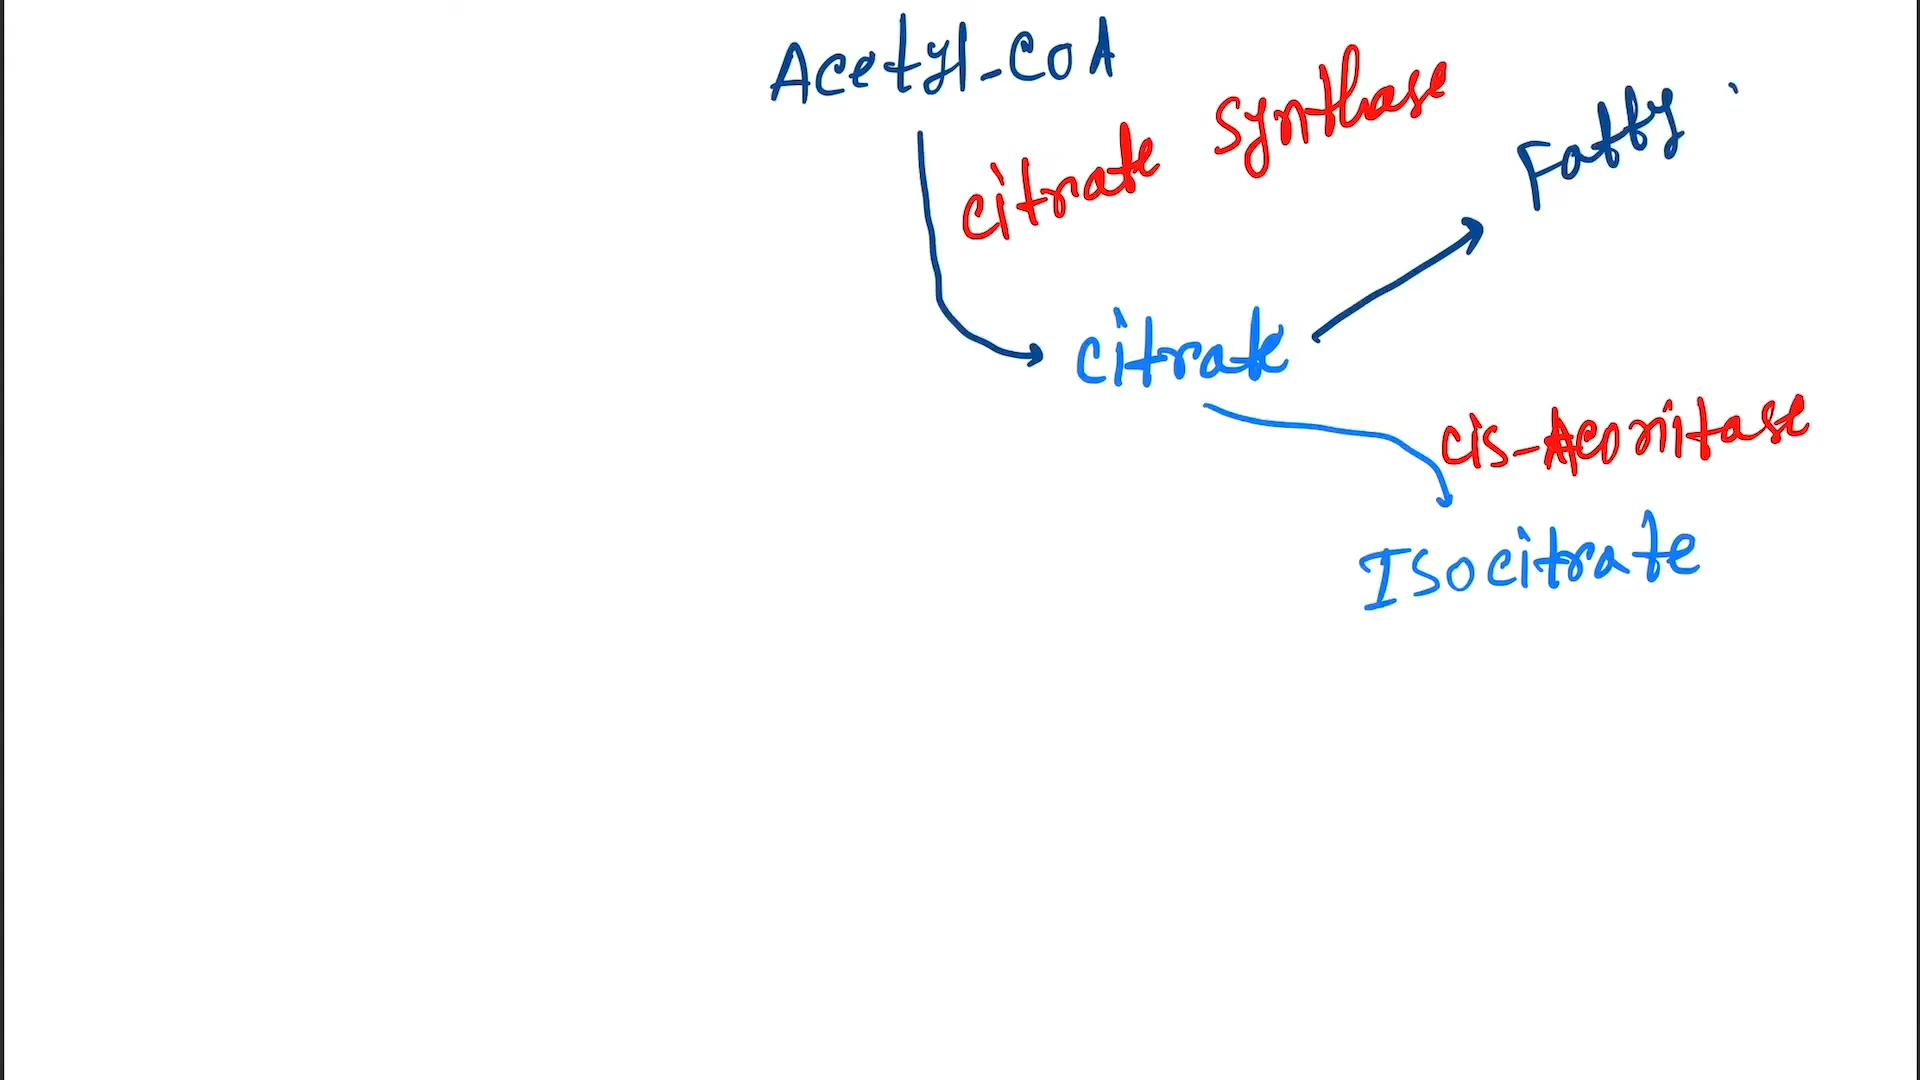 Acetyl-CoA
citrate synthase
Fatty
citrate
cis-Aconitase
Isocitrate